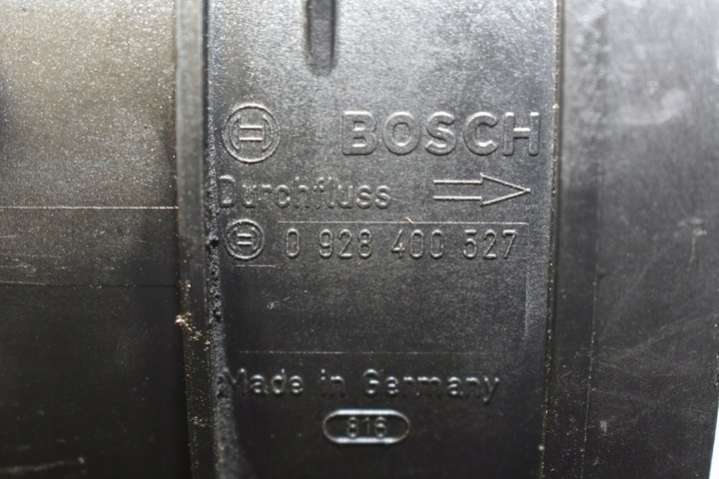 BOSCH
Durchfluss
0 928 400 527
Made in Germany
816